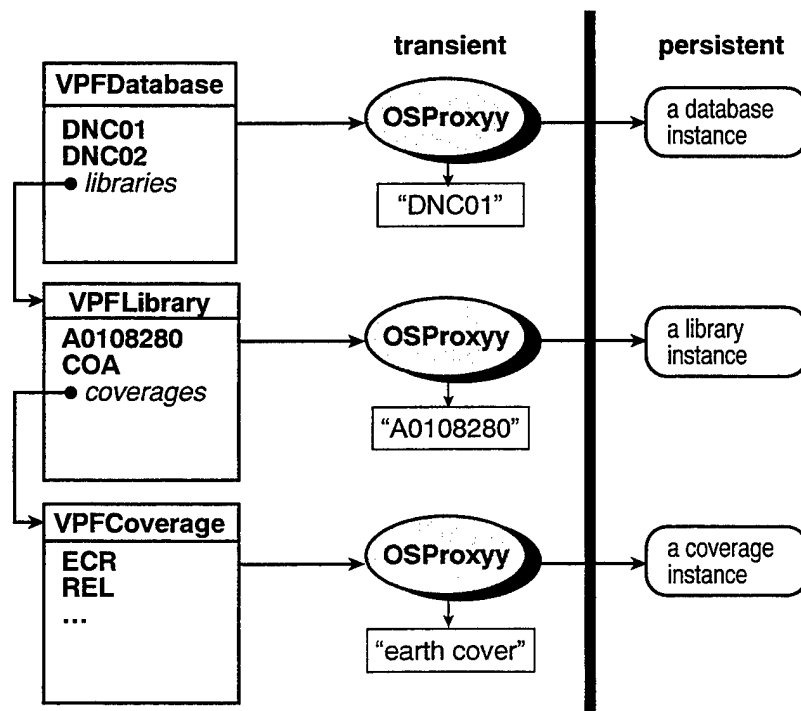 transient
persistent
VPFDatabase
DNC01
DNC02
libraries
OSProxyy
“DNC01”
a database
instance
VPFLibrary
A0108280
COA
coverages
OSProxyy
“A0108280”
a library
instance
VPFCoverage
ECR
REL
...
OSProxyy
“earth cover”
a coverage
instance